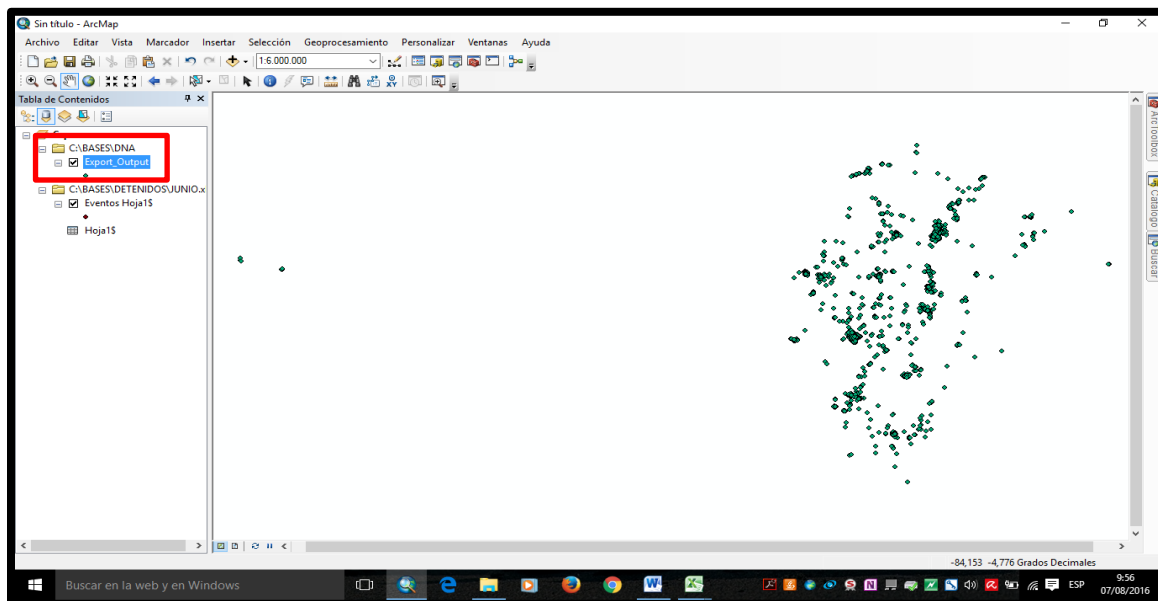 Sin título - ArcMap
Archivo Editar Vista Marcador Insertar Selección Geoprocesamiento Personalizar Ventanas Ayuda
1:6.000.000
Tabla de Contenidos
C:\BASES\DNA
Export_Output
C:\BASES\DETENIDOS\JUNIO.x
Eventos Hoja1$
Hoja1$
ArcToolbox
Catálogo
Buscar
-84,153 -4,776 Grados Decimales
Buscar en la web y en Windows
ESP
9:56
07/08/2016